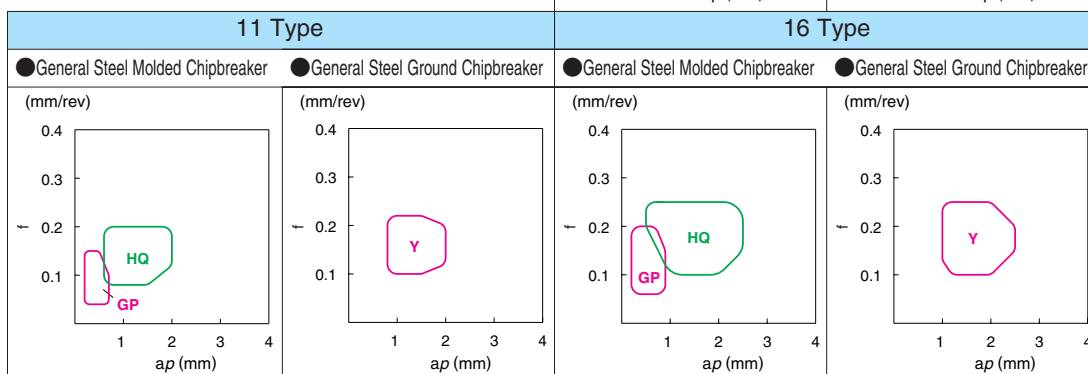 11 Type
16 Type
●General Steel Molded Chipbreaker
●General Steel Ground Chipbreaker
●General Steel Molded Chipbreaker
●General Steel Ground Chipbreaker
(mm/rev)
0.4
0.3
0.2
0.1
f
HQ
GP
1 2 3 4
ap (mm)
0.4
0.3
0.2
0.1
f
Y
1 2 3 4
ap (mm)
(mm/rev)
0.4
0.3
0.2
0.1
f
HQ
GP
1 2 3 4
ap (mm)
0.4
0.3
0.2
0.1
f
Y
1 2 3 4
ap (mm)